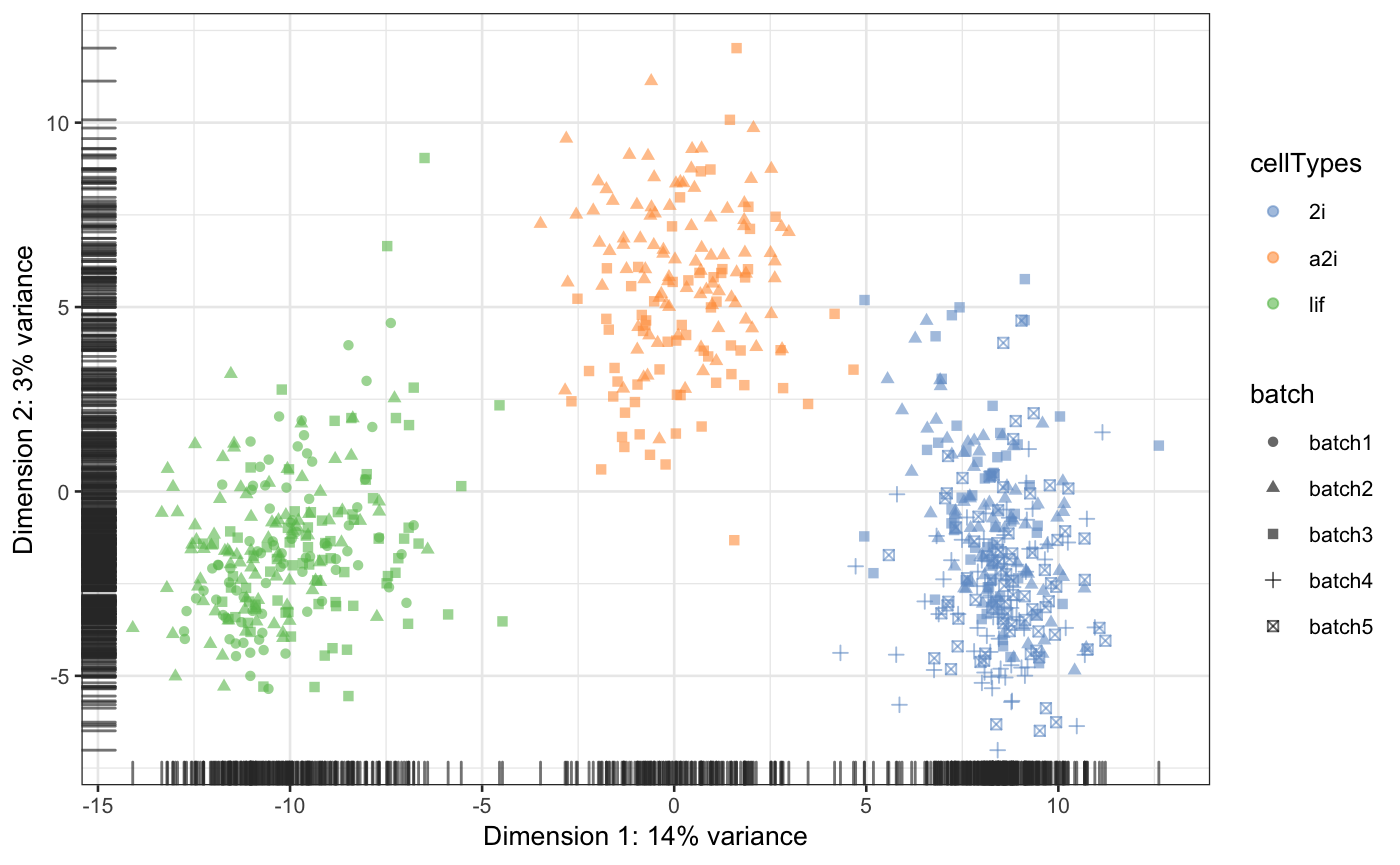 10
5
0
-5
-15
-10
-5
0
5
10
Dimension 1: 14% variance
Dimension 2: 3% variance
cellTypes
2i
a2i
lif
batch
batch1
batch2
batch3
batch4
batch5